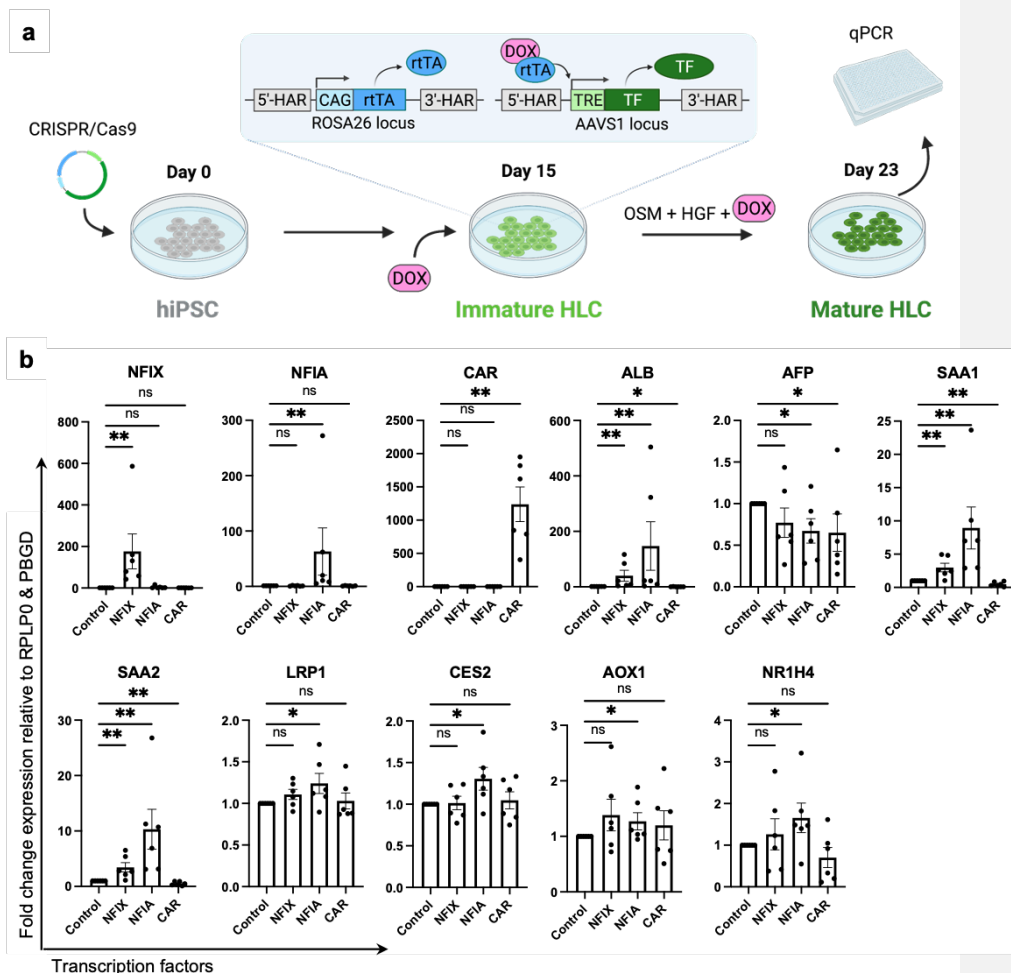 a
qPCR
DOX
rtTA
rtTA
DOX
rtTA
TF
5'-HAR
CAG
rtTA
3'-HAR
ROSA26 locus
5'-HAR
TRE
TF
3'-HAR
AAVS1 locus
CRISPR/Cas9
Day 0
Day 15
Day 23
OSM + HGF + DOX
DOX
hiPSC
Immature HLC
Mature HLC
b
Fold change expression relative to RPLP0 & PBGD
NFIX
ns
ns
**
800
600
400
200
0
Control
NFIX
NFIA
CAR
NFIA
ns
**
ns
300
200
100
0
Control
NFIX
NFIA
CAR
CAR
**
ns
ns
2500
2000
1500
1000
500
0
Control
NFIX
NFIA
CAR
ALB
*
**
**
600
400
200
0
Control
NFIX
NFIA
CAR
AFP
*
*
ns
2.0
1.5
1.0
0.5
0.0
Control
NFIX
NFIA
CAR
SAA1
**
**
**
25
20
15
10
5
0
Control
NFIX
NFIA
CAR
SAA2
**
**
**
30
20
10
0
Control
NFIX
NFIA
CAR
LRP1
ns
*
ns
2.0
1.5
1.0
0.5
0.0
Control
NFIX
NFIA
CAR
CES2
ns
*
ns
2.0
1.5
1.0
0.5
0.0
Control
NFIX
NFIA
CAR
AOX1
ns
*
ns
3
2
1
0
Control
NFIX
NFIA
CAR
NR1H4
ns
*
ns
4
3
2
1
0
Control
NFIX
NFIA
CAR
Transcription factors